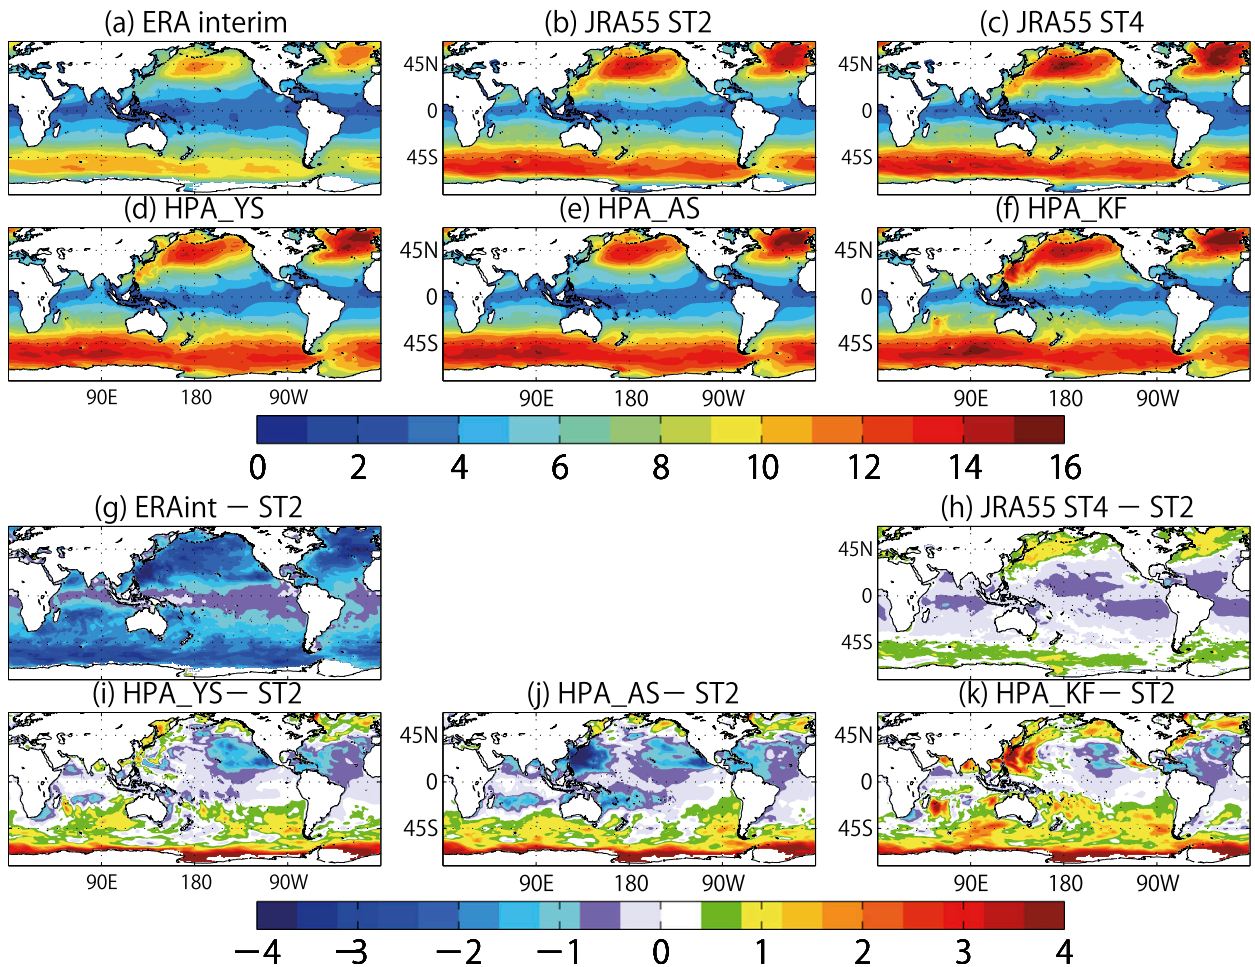 (a) ERA interim (b) JRA55 ST2 (c) JRA55 ST4
45N 45N
0 0
45S 45S
(d) HPA_YS (e) HPA_AS (f) HPA_KF
45N 45N
0 0
45S 45S
90E 180 90W 90E 180 90W 90E 180 90W
0 2 4 6 8 10 12 14 16
(g) ERAint − ST2 (h) JRA55 ST4 − ST2
45N
0
45S
(i) HPA_YS− ST2 (j) HPA_AS− ST2 (k) HPA_KF− ST2
45N 45N
0 0
45S 45S
90E 180 90W 90E 180 90W 90E 180 90W
−4 −3 −2 −1 0 1 2 3 4